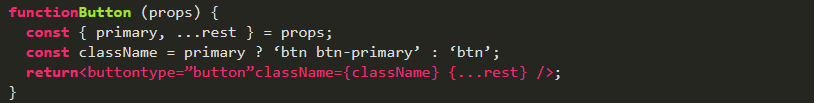 functionButton (props) {
const { primary, ...rest } = props;
const className = primary ? ‘btn btn-primary’ : ‘btn’;
return<buttontype=”button”className={className} {...rest} />;
}